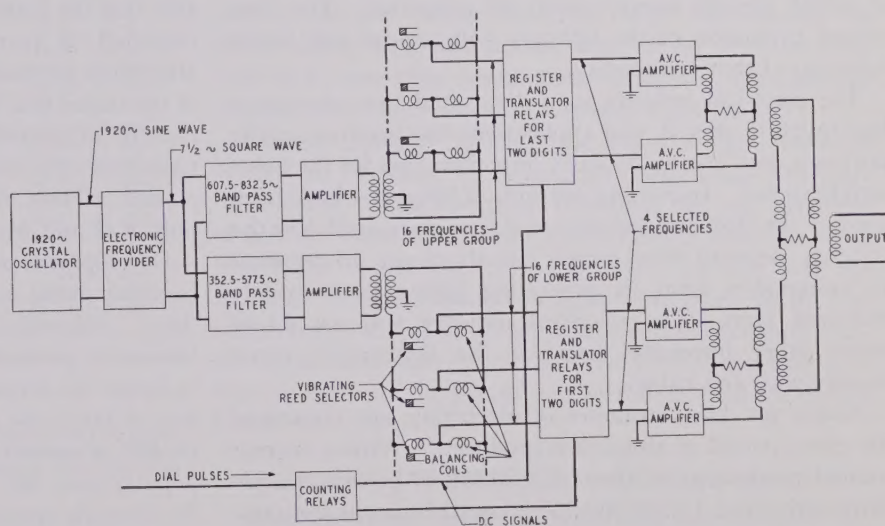 1920~ SINE WAVE
7 1/2 ~ SQUARE WAVE
1920~
CRYSTAL
OSCILLATOR
ELECTRONIC
FREQUENCY
DIVIDER
607.5-832.5~
BAND PASS
FILTER
AMPLIFIER
352.5-577.5~
BAND PASS
FILTER
AMPLIFIER
16 FREQUENCIES
OF UPPER GROUP
REGISTER
AND
TRANSLATOR
RELAYS
FOR
LAST
TWO DIGITS
16 FREQUENCIES
OF LOWER GROUP
REGISTER
AND
TRANSLATOR
RELAYS
FOR
FIRST
TWO DIGITS
4 SELECTED
FREQUENCIES
A.V.C.
AMPLIFIER
A.V.C.
AMPLIFIER
A.V.C.
AMPLIFIER
A.V.C.
AMPLIFIER
OUTPUT
VIBRATING
REED SELECTORS
BALANCING
COILS
DIAL PULSES
COUNTING
RELAYS
DC SIGNALS